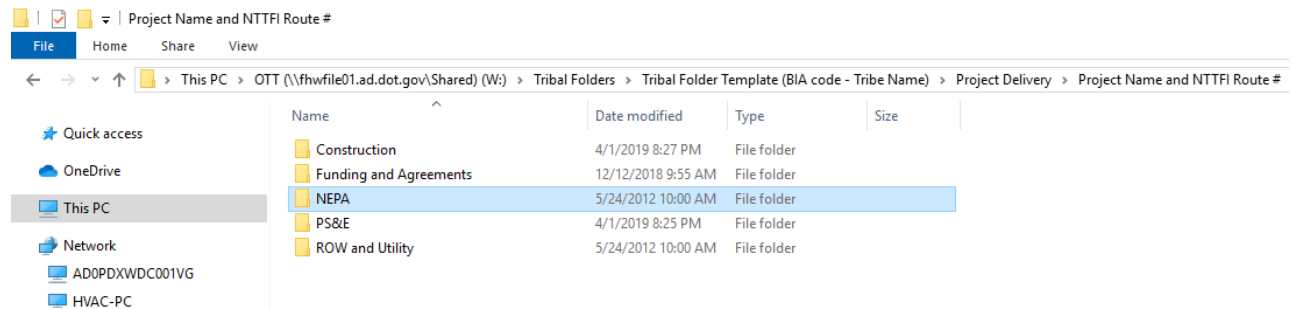 Project Name and NTTFI Route #
File Home Share View
This PC > OTT (\\fhwfile01.ad.dot.gov\Shared) (W:) > Tribal Folders > Tribal Folder Template (BIA code - Tribe Name) > Project Delivery > Project Name and NTTFI Route #
Name Date modified Type Size
Quick access
Construction 4/1/2019 8:27 PM File folder
OneDrive
Funding and Agreements 12/12/2018 9:55 AM File folder
This PC
NEPA 5/24/2012 10:00 AM File folder
PS&E 4/1/2019 8:25 PM File folder
Network
ROW and Utility 5/24/2012 10:00 AM File folder
AD0PDXWDC001VG
HVAC-PC